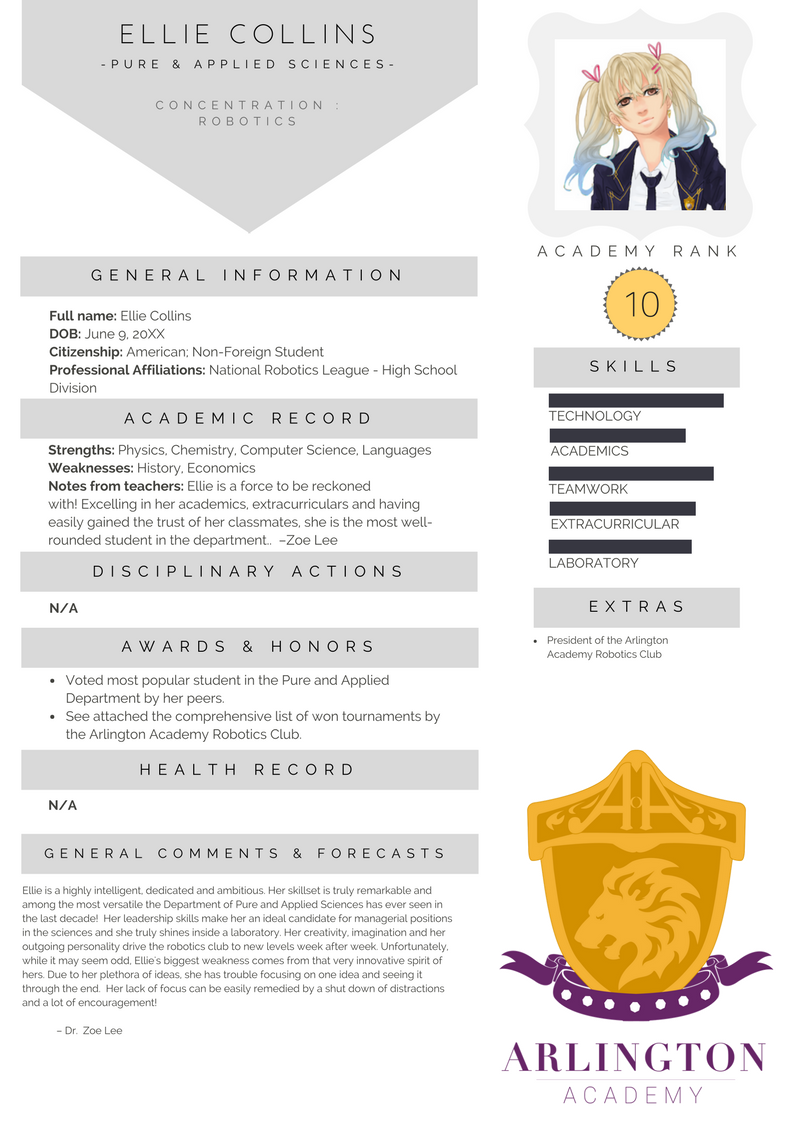 ELLIE COLLINS
-PURE & APPLIED SCIENCES-
CONCENTRATION :
ROBOTICS
GENERAL INFORMATION
Full name: Ellie Collins
DOB: June 9, 20XX
Citizenship: American; Non-Foreign Student
Professional Affiliations: National Robotics League - High School
Division
ACADEMIC RECORD
Strengths: Physics, Chemistry, Computer Science, Languages
Weaknesses: History, Economics
Notes from teachers: Ellie is a force to be reckoned
with! Excelling in her academics, extracurriculars and having
easily gained the trust of her classmates, she is the most well-
rounded student in the department.. –Zoe Lee
DISCIPLINARY ACTIONS
N/A
AWARDS & HONORS
• Voted most popular student in the Pure and Applied
Department by her peers.
• See attached the comprehensive list of won tournaments by
the Arlington Academy Robotics Club.
HEALTH RECORD
N/A
GENERAL COMMENTS & FORECASTS
Ellie is a highly intelligent, dedicated and ambitious. Her skillset is truly remarkable and
among the most versatile the Department of Pure and Applied Sciences has ever seen in
the last decade! Her leadership skills make her an ideal candidate for managerial positions
in the sciences and she truly shines inside a laboratory. Her creativity, imagination and her
outgoing personality drive the robotics club to new levels week after week. Unfortunately,
while it may seem odd, Ellie's biggest weakness comes from that very innovative spirit of
hers. Due to her plethora of ideas, she has trouble focusing on one idea and seeing it
through the end. Her lack of focus can be easily remedied by a shut down of distractions
and a lot of encouragement!
– Dr. Zoe Lee
ACADEMY RANK
10
SKILLS
TECHNOLOGY
ACADEMICS
TEAMWORK
EXTRACURRICULAR
LABORATORY
EXTRAS
• President of the Arlington
Academy Robotics Club
AoA
ARLINGTON
ACADEMY